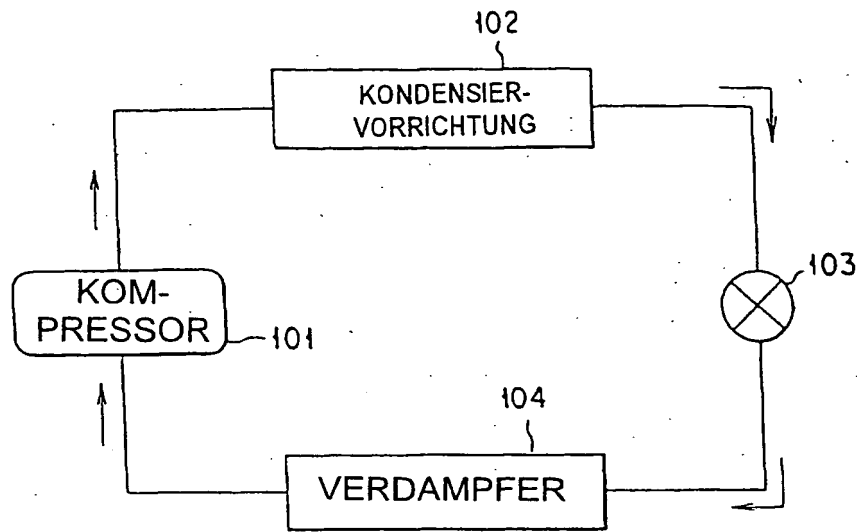 102
KONDENSIER-
VORRICHTUNG
103
KOM-
PRESSOR
101
104
VERDAMPFER